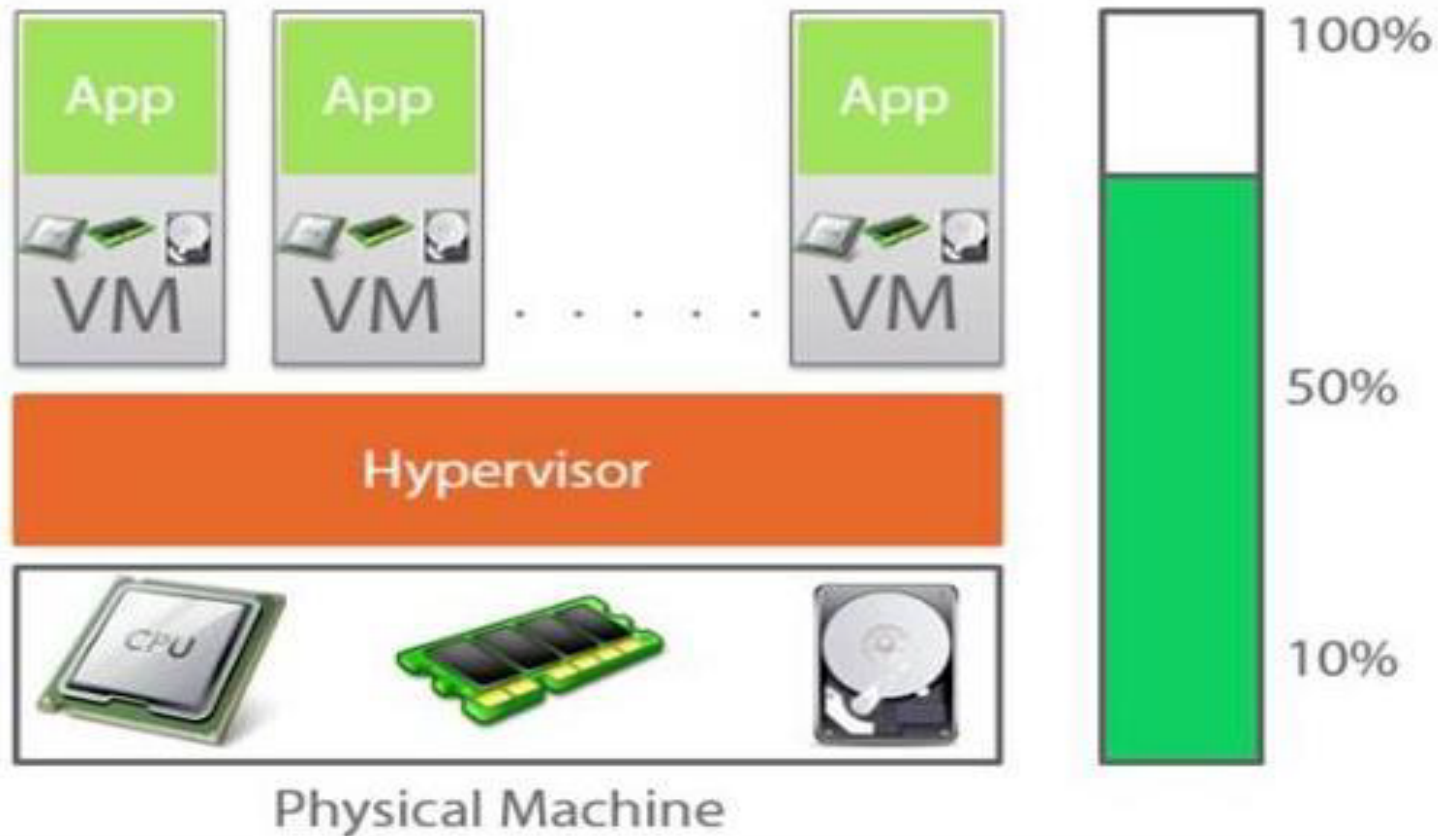 App App App
100%
VM VM . . . . . VM
50%
Hypervisor
CPU
10%
Physical Machine